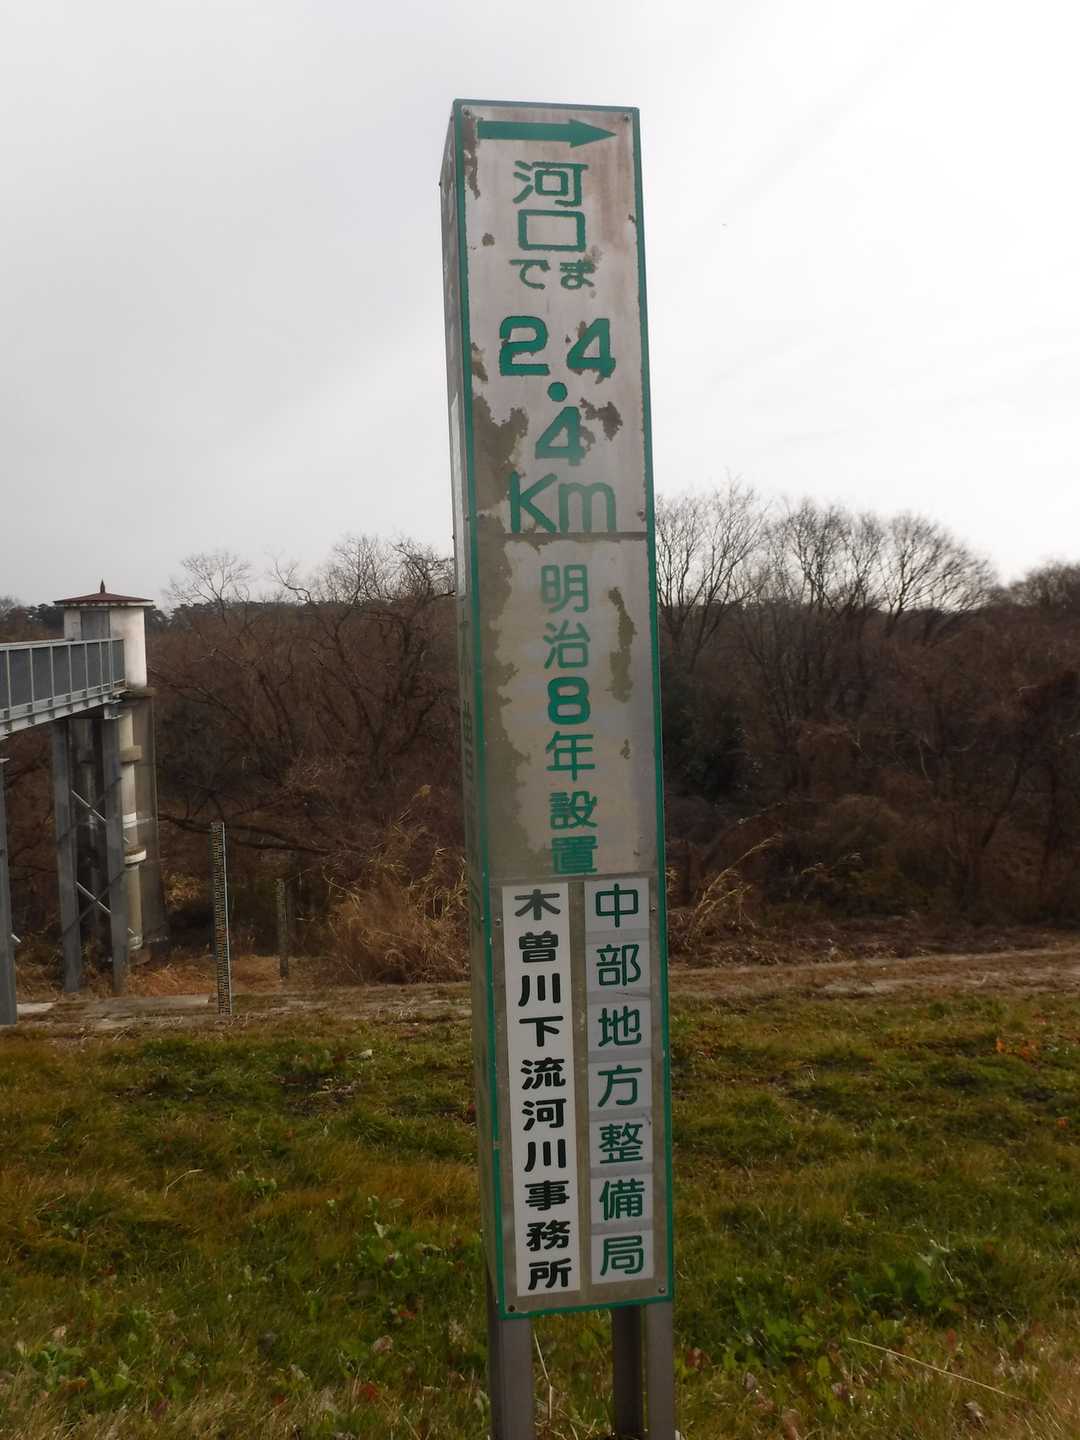 河口
まで
24
.4
Km
明治8年設置
中部地方整備局
木曽川下流河川事務所